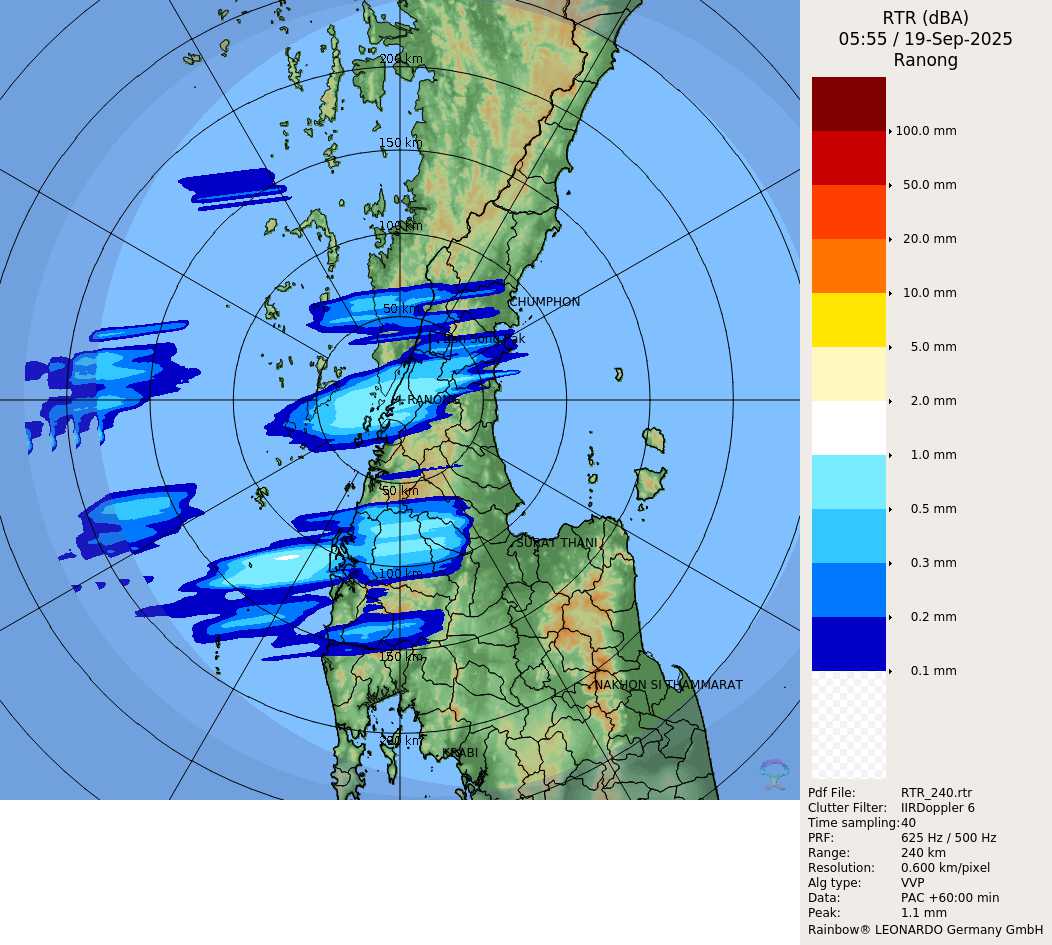 RTR (dBA)
05:55 / 19-Sep-2025
Ranong
200 km
150 km
100 km
50 km
CHUMPHON
RANONG
50 km
SURAT THANI
100 km
150 km
NAKHON SI THAMMARAT
200 km
KRABI
100.0 mm
50.0 mm
20.0 mm
10.0 mm
5.0 mm
2.0 mm
1.0 mm
0.5 mm
0.3 mm
0.2 mm
0.1 mm
Pdf File: RTR_240.rtr
Clutter Filter: IIRDoppler 6
Time sampling:40
PRF: 625 Hz / 500 Hz
Range: 240 km
Resolution: 0.600 km/pixel
Alg type: VVP
Data: PAC +60:00 min
Peak: 1.1 mm
Rainbow® LEONARDO Germany GmbH